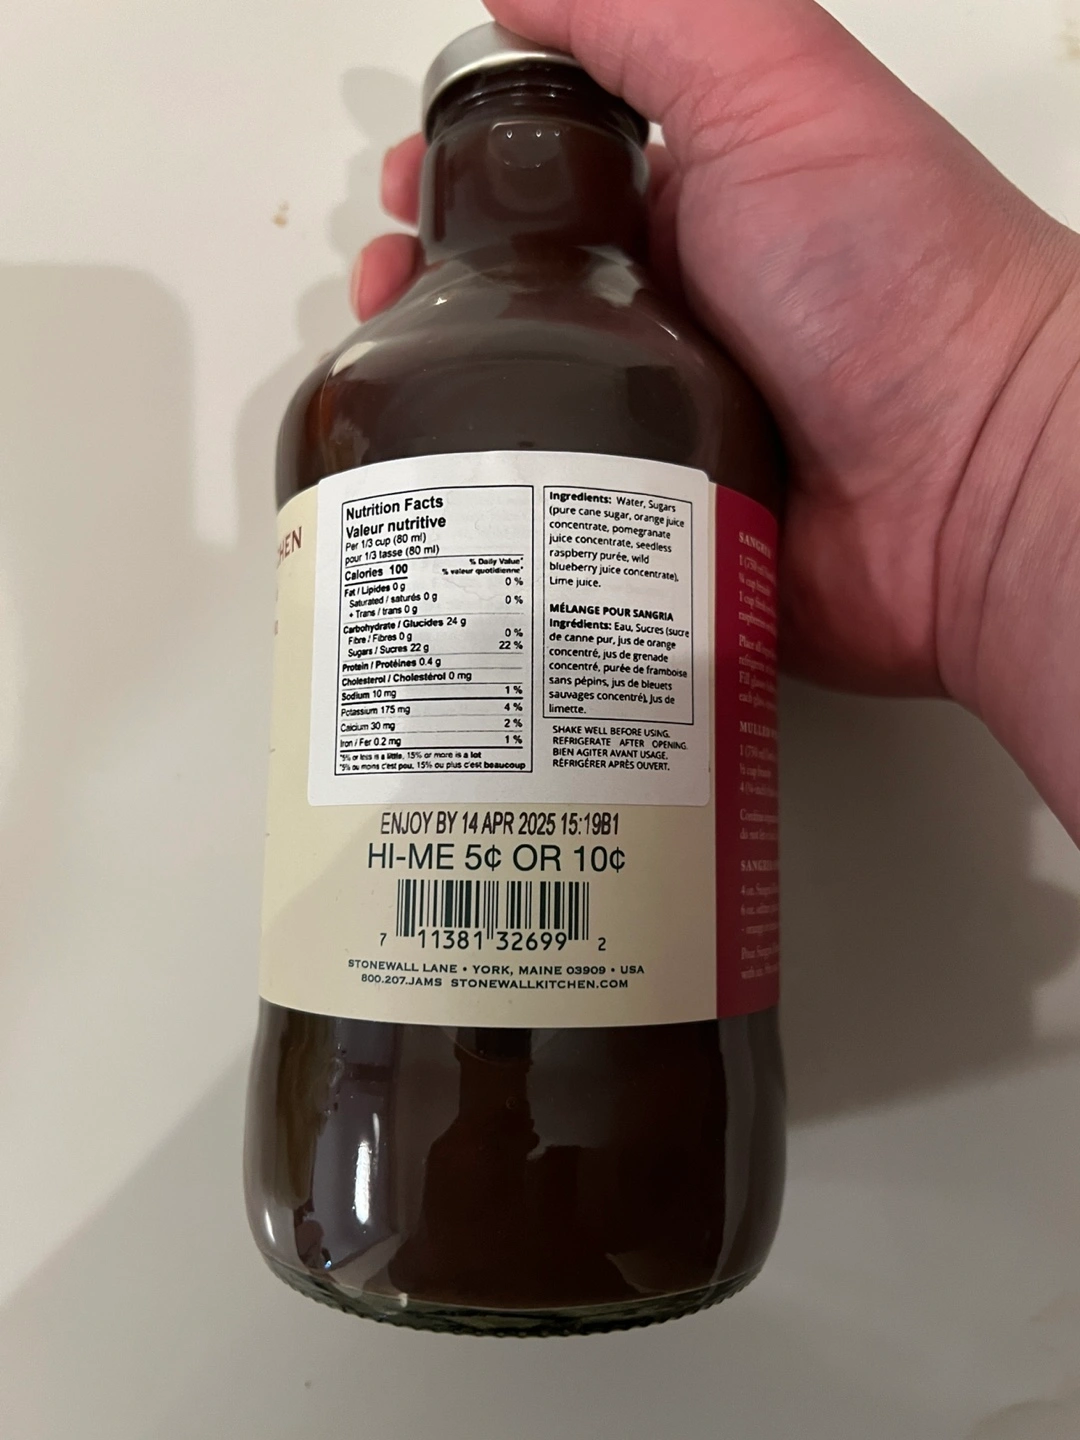 HEN
Nutrition Facts
Valeur nutritive
Per 1/3 cup (80 ml)
pour 1/3 tasse (80 ml)
Calories 100
% Daily Value*
% valeur quotidienne*
Fat / Lipides 0 g 0 %
Saturated / saturés 0 g
+ Trans / trans 0 g 0 %
Carbohydrate / Glucides 24 g
Fibre / Fibres 0 g 0 %
Sugars / Sucres 22 g 22 %
Protein / Protéines 0.4 g
Cholesterol / Cholestérol 0 mg
Sodium 10 mg 1 %
Potassium 175 mg 4 %
Calcium 30 mg 2 %
Iron / Fer 0.2 mg 1 %
*5% or less is a little, 15% or more is a lot
*5% ou moins c'est peu, 15% ou plus c'est beaucoup
Ingredients: Water, Sugars
(pure cane sugar, orange juice
concentrate, pomegranate
juice concentrate, seedless
raspberry purée, wild
blueberry juice concentrate),
Lime juice.
MÉLANGE POUR SANGRIA
Ingrédients: Eau, Sucres (sucre
de canne pur, jus de orange
concentré, jus de grenade
concentré, purée de framboise
sans pépins, jus de bleuets
sauvages concentré), Jus de
limette.
SHAKE WELL BEFORE USING.
REFRIGERATE AFTER OPENING.
BIEN AGITER AVANT USAGE.
RÉFRIGÉRER APRÈS OUVERT.
ENJOY BY 14 APR 2025 15:19B1
HI-ME 5¢ OR 10¢
7 11381 32699 2
STONEWALL LANE • YORK, MAINE 03909 • USA
800.207.JAMS STONEWALLKITCHEN.COM